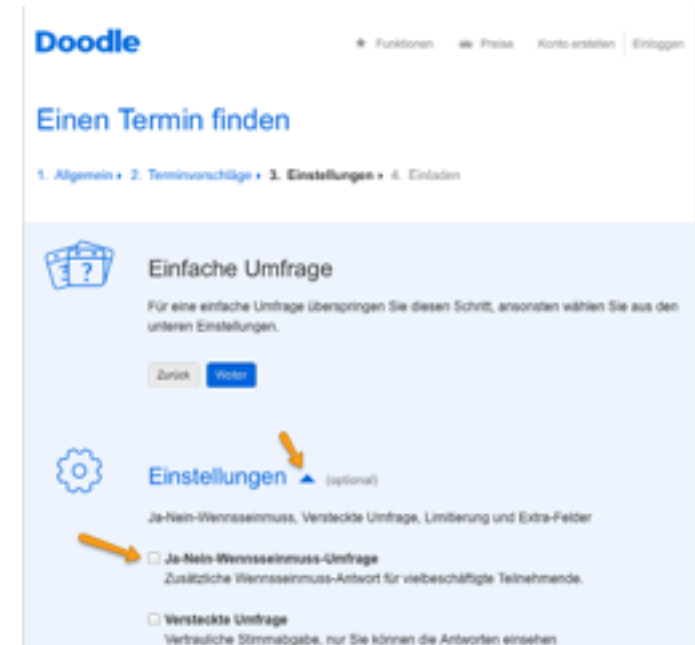 Doodle
Funktionen Preise Konto erstellen Einloggen
Einen Termin finden
1. Allgemein 2. Terminvorschläge 3. Einstellungen 4. Einladen
?
Einfache Umfrage
Für eine einfache Umfrage überspringen Sie diesen Schritt, ansonsten wählen Sie aus den
unteren Einstellungen.
Zurück Weiter
Einstellungen (optional)
Ja-Nein-Wennsseinmuss, Versteckte Umfrage, Limitierung und Extra-Felder
Ja-Nein-Wennsseinmuss-Umfrage
Zusätzliche Wennsseinmuss-Antwort für vielbeschäftigte Teilnehmende.
Versteckte Umfrage
Vertrauliche Stimmabgabe, nur Sie können die Antworten einsehen